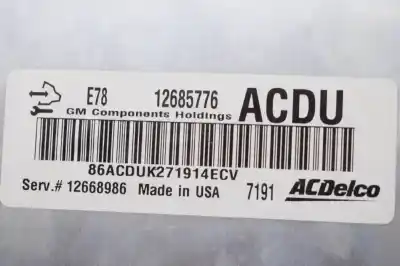 E78 12685776 ACDU
GM Components Holdings
86ACDUK271914ECV
Serv.# 12668986 Made in USA 7191 ACDelco